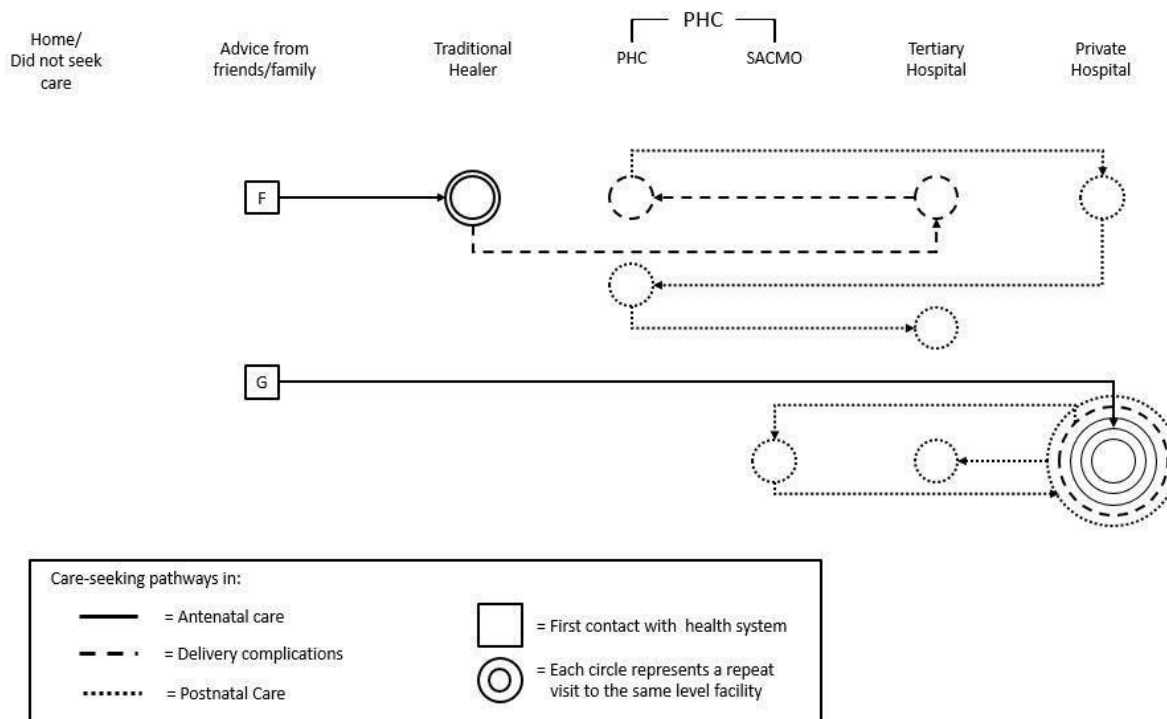 PHC
Home/
Did not seek
care
Advice from
friends/family
Traditional
Healer
PHC
SACMO
Tertiary
Hospital
Private
Hospital
F
G
Care-seeking pathways in:
= Antenatal care
= Delivery complications
= Postnatal Care
= First contact with health system
= Each circle represents a repeat
visit to the same level facility